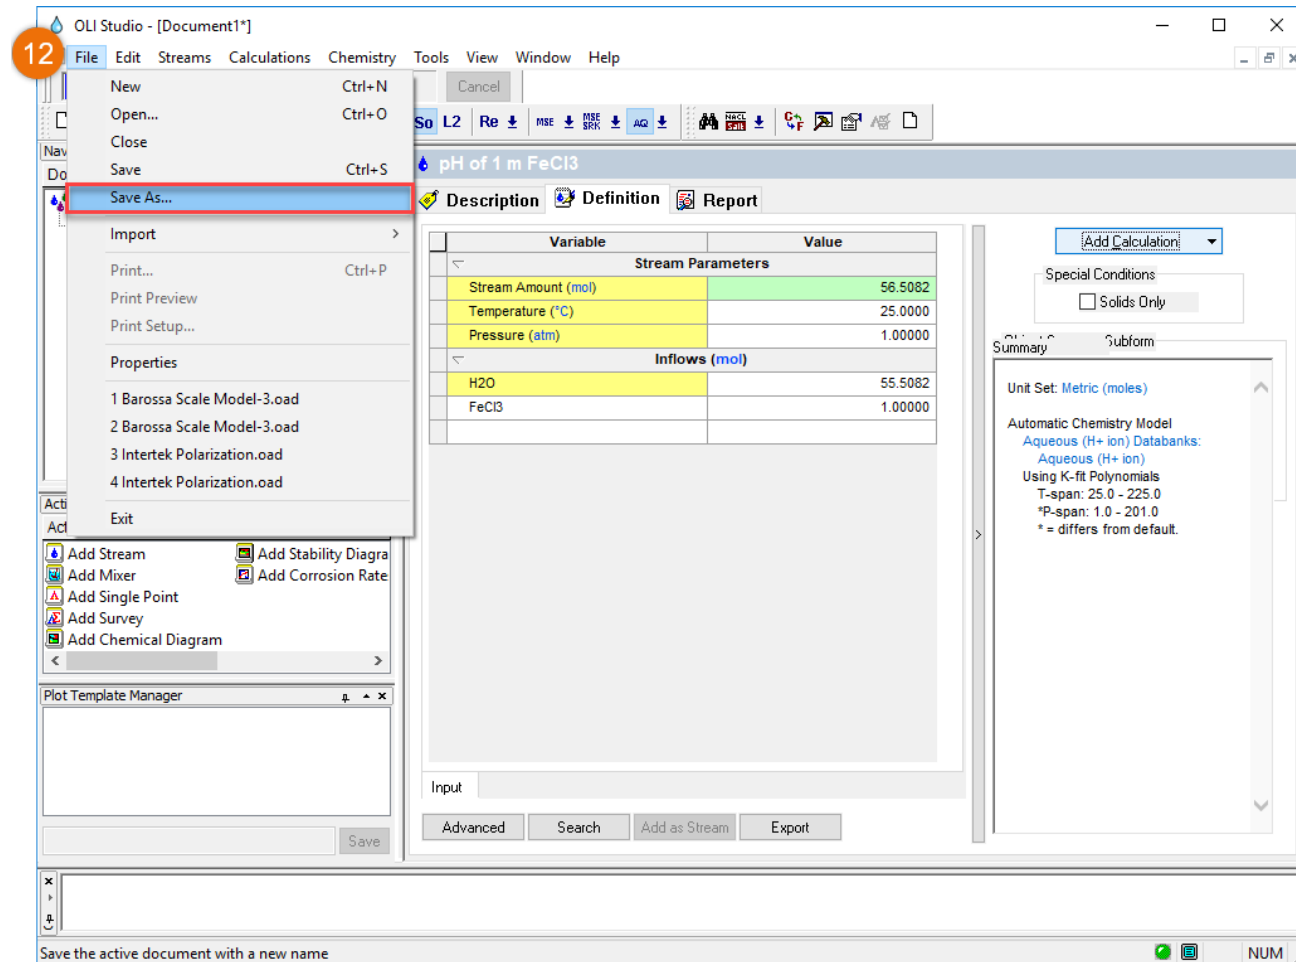 OLI Studio - [Document1*]
12
File Edit Streams Calculations Chemistry Tools View Window Help
New Ctrl+N
Open... Ctrl+O
Close
Save Ctrl+S
Save As...
Import
Print... Ctrl+P
Print Preview
Print Setup...
Properties
1 Barossa Scale Model-3.oad
2 Barossa Scale Model-3.oad
3 Intertek Polarization.oad
4 Intertek Polarization.oad
Exit
Cancel
So L2 Re MSE MSE SRK AQ
Nav
Do
pH of 1 m FeCl3
Description Definition Report
Variable Value
Stream Parameters
Stream Amount (mol) 56.5082
Temperature (°C) 25.0000
Pressure (atm) 1.00000
Inflows (mol)
H2O 55.5082
FeCl3 1.00000
Add Calculation
Special Conditions
Solids Only
Subform
Summary
Unit Set: Metric (moles)
Automatic Chemistry Model
Aqueous (H+ ion) Databanks:
Aqueous (H+ ion)
Using K-fit Polynomials
T-span: 25.0 - 225.0
*P-span: 1.0 - 201.0
* = differs from default.
Acti
Act
Add Stream Add Stability Diagra
Add Mixer Add Corrosion Rate
Add Single Point
Add Survey
Add Chemical Diagram
Plot Template Manager
Save
Input
Advanced Search Add as Stream Export
Save the active document with a new name
NUM